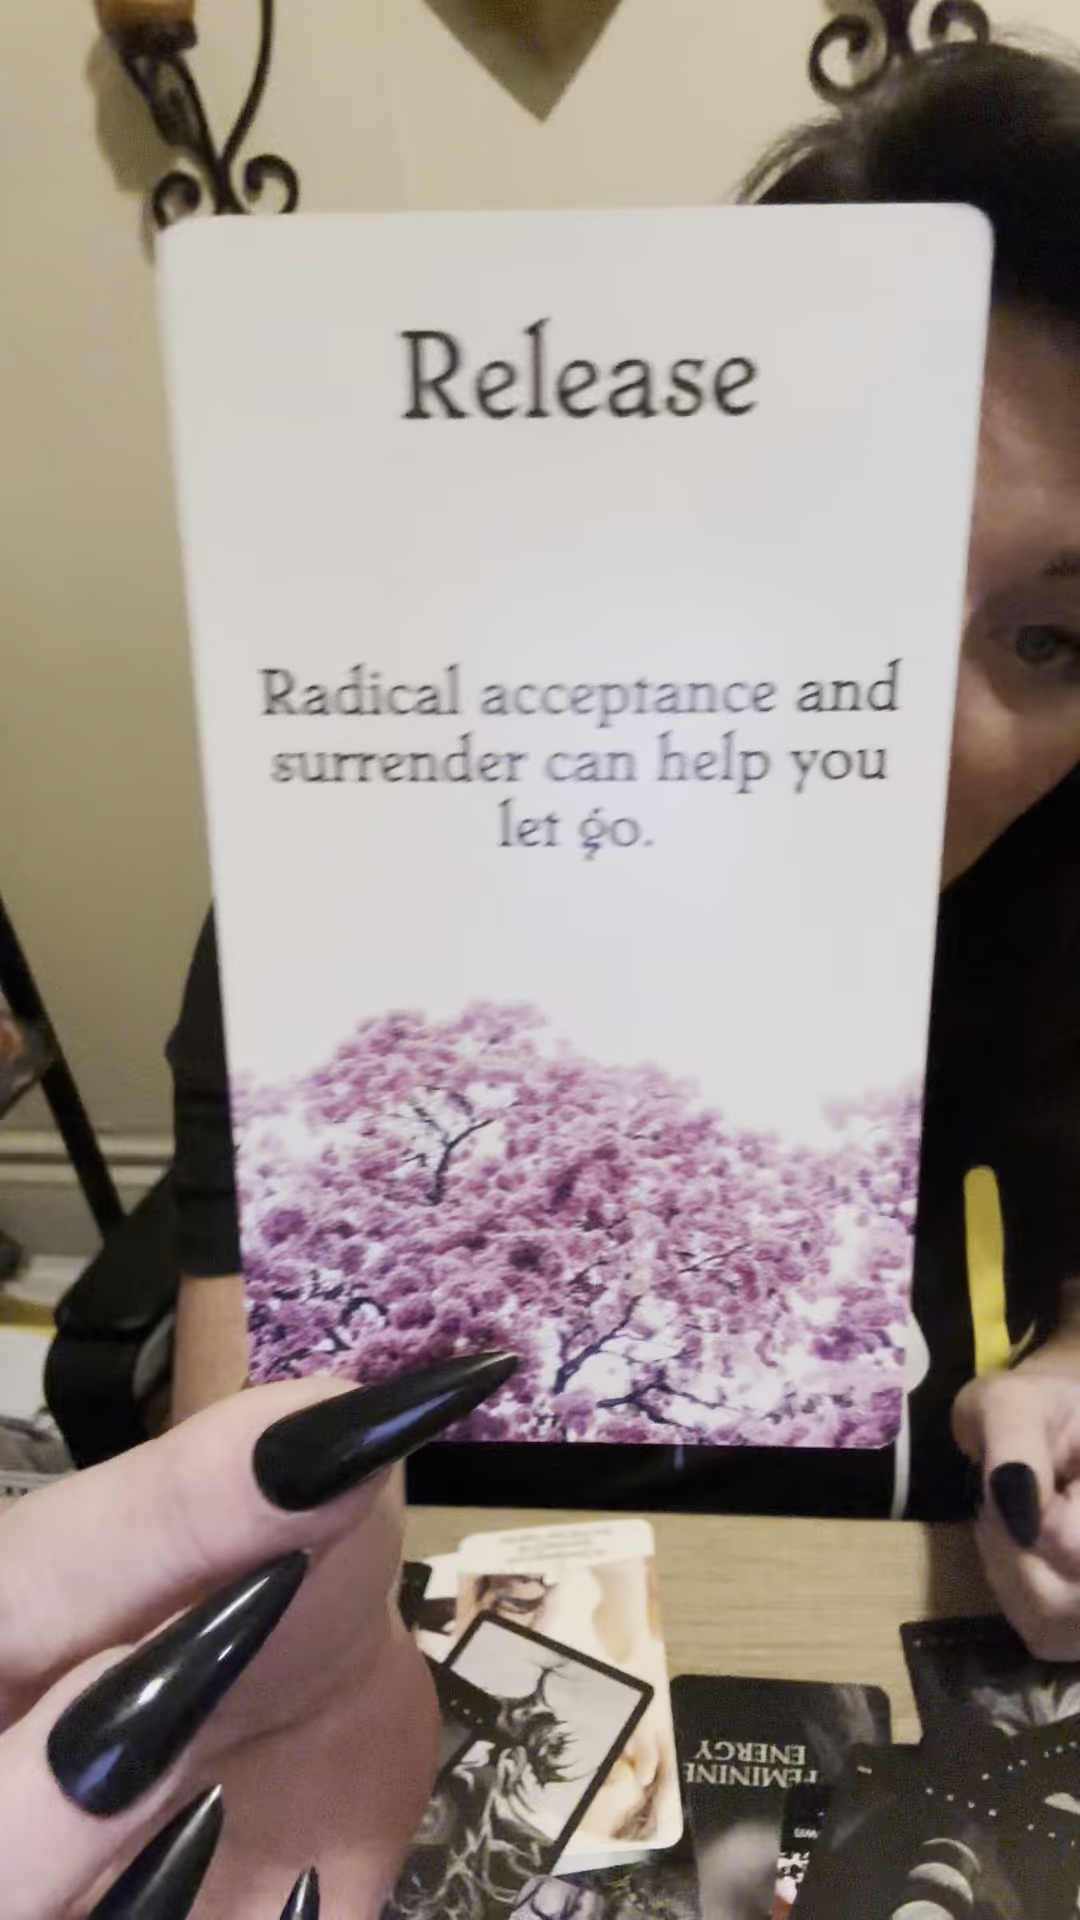 Release
Radical acceptance and
surrender can help you
let go.
FEMININE
ENERGY